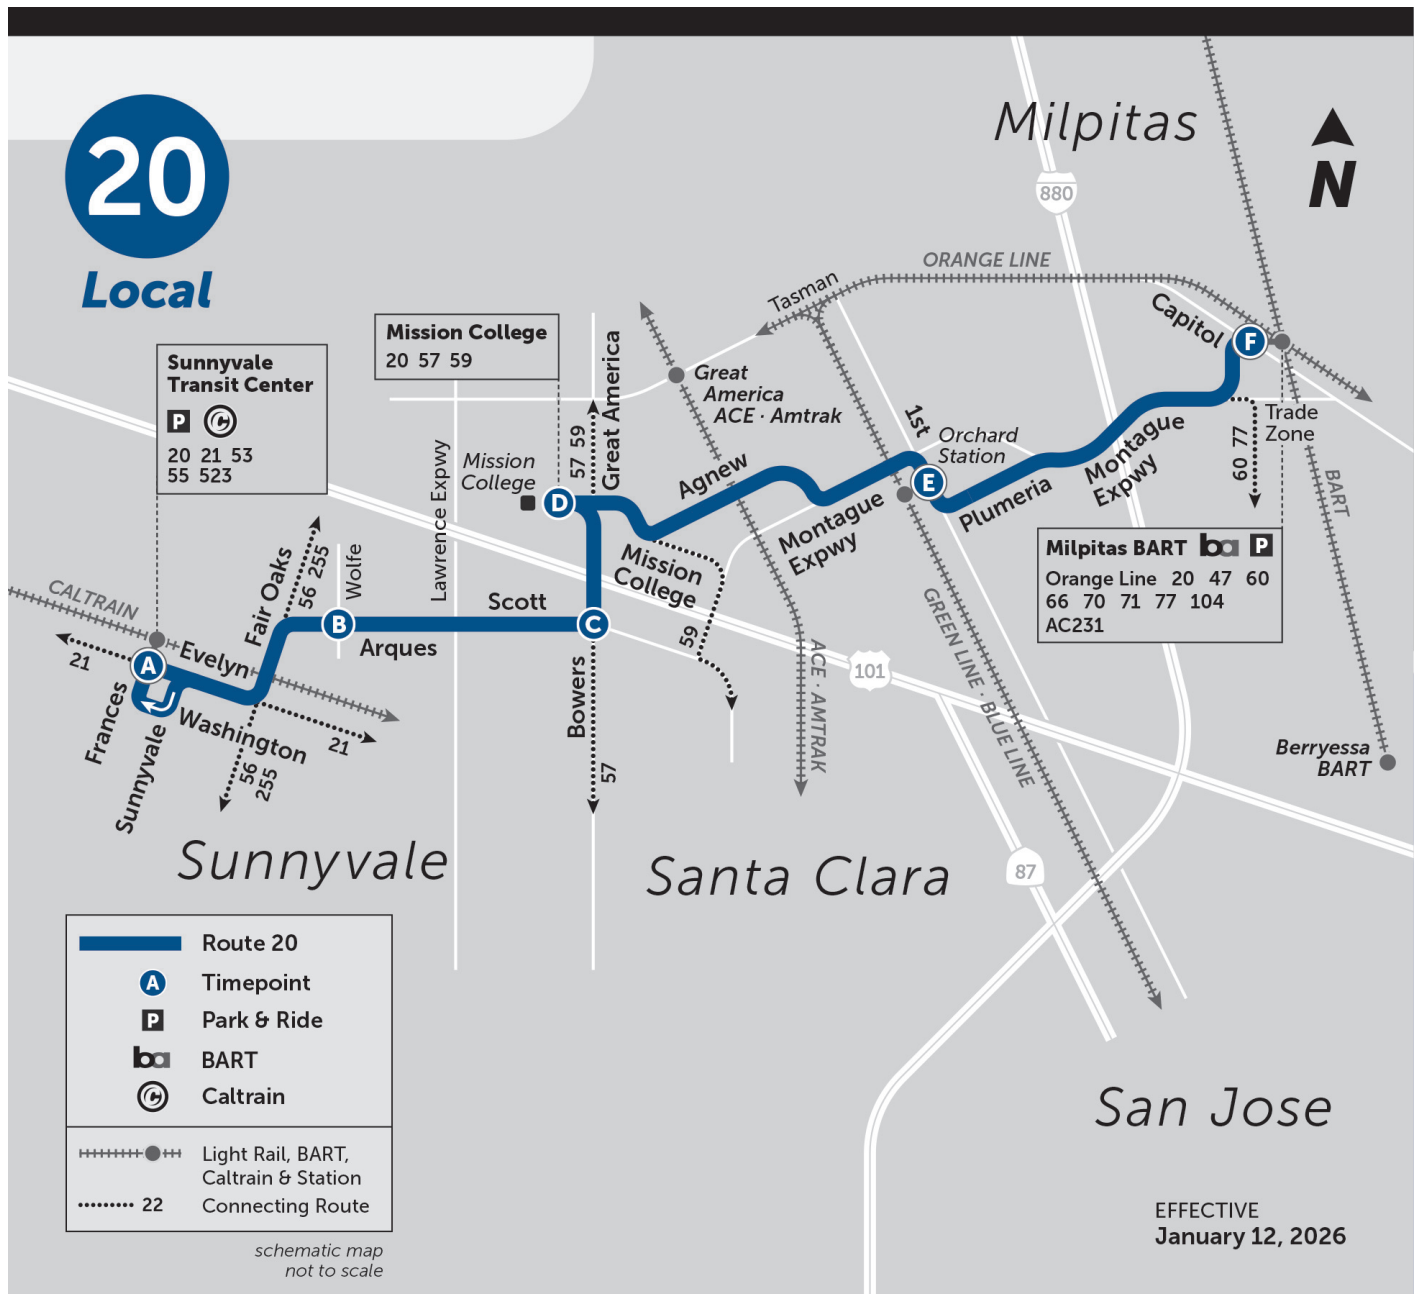 20
Local
Milpitas
N
880
ORANGE LINE
Tasman
Capitol
F
Mission College
20 57 59
Sunnyvale
Transit Center
P
20 21 53
55 523
Great America
57 59
Great
America
ACE · Amtrak
1st
Orchard
Station
Trade
Zone
60 77
BART
Lawrence Expwy
Mission
College
D
Agnew
E
Montague
Expwy
Plumeria
Montague
Expwy
Milpitas BART ba P
Orange Line 20 47 60
66 70 71 77 104
AC231
Mission
College
59
CALTRAIN
Fair Oaks
56 255
Wolfe
B
Arques
Scott
C
21
A
Evelyn
Frances
Sunnyvale
Washington
21
56
255
Bowers
57
101
ACE · AMTRAK
GREEN LINE · BLUE LINE
Berryessa
BART
Sunnyvale
Santa Clara
87
San Jose
Route 20
A Timepoint
P Park & Ride
ba BART
C Caltrain
Light Rail, BART,
Caltrain & Station
22 Connecting Route
schematic map
not to scale
EFFECTIVE
January 12, 2026